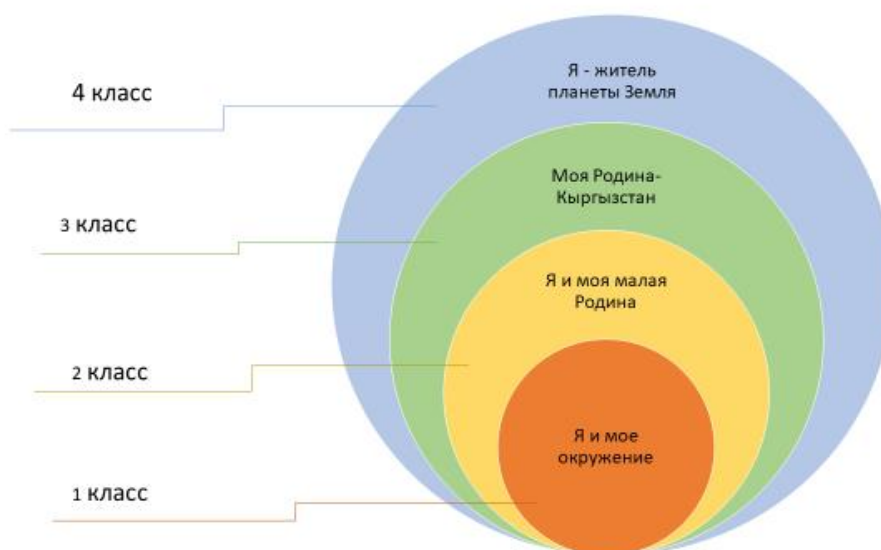 4 класс
Я - житель
планеты Земля
3 класс
Моя Родина-
Кыргызстан
2 класс
Я и моя малая
Родина
1 класс
Я и мое
окружение